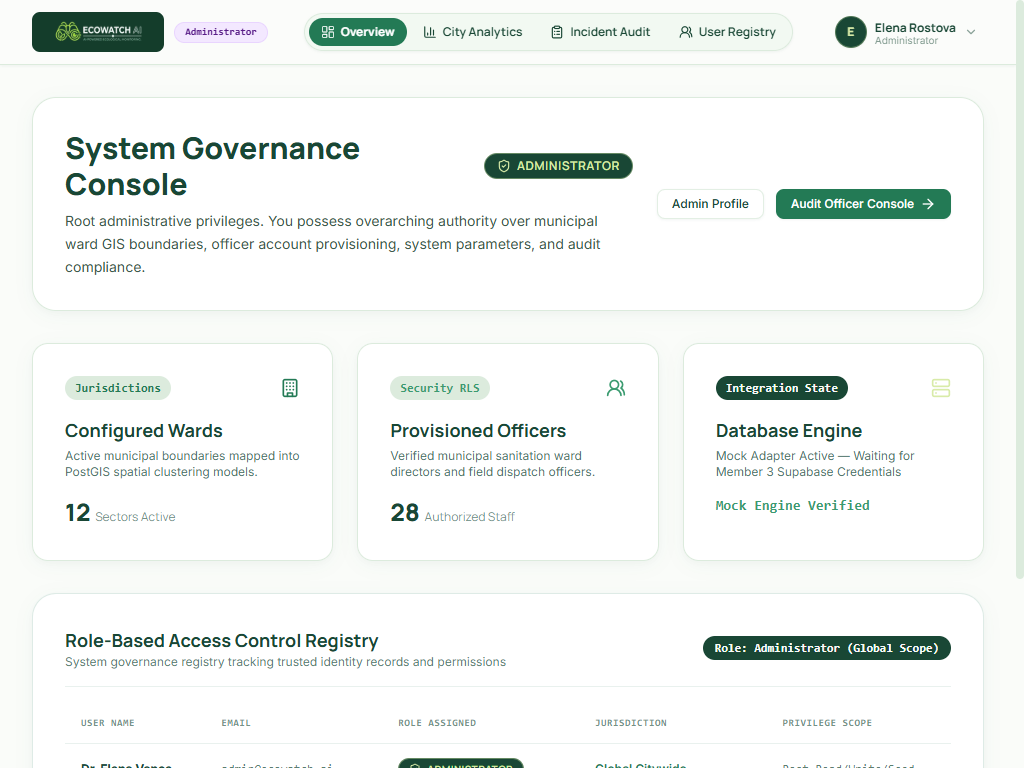 ECOWATCH AI
Administrator
Overview
City Analytics
Incident Audit
User Registry
E
Elena Rostova
Administrator
System Governance
Console
ADMINISTRATOR
Root administrative privileges. You possess overarching authority over municipal
ward GIS boundaries, officer account provisioning, system parameters, and audit
compliance.
Admin Profile
Audit Officer Console
Jurisdictions
Configured Wards
Active municipal boundaries mapped into
PostGIS spatial clustering models.
12 Sectors Active
Security RLS
Provisioned Officers
Verified municipal sanitation ward
directors and field dispatch officers.
28 Authorized Staff
Integration State
Database Engine
Mock Adapter Active — Waiting for
Member 3 Supabase Credentials
Mock Engine Verified
Role-Based Access Control Registry
System governance registry tracking trusted identity records and permissions
Role: Administrator (Global Scope)
USER NAME EMAIL ROLE ASSIGNED JURISDICTION PRIVILEGE SCOPE
ADMINISTRATOR Global Citywide